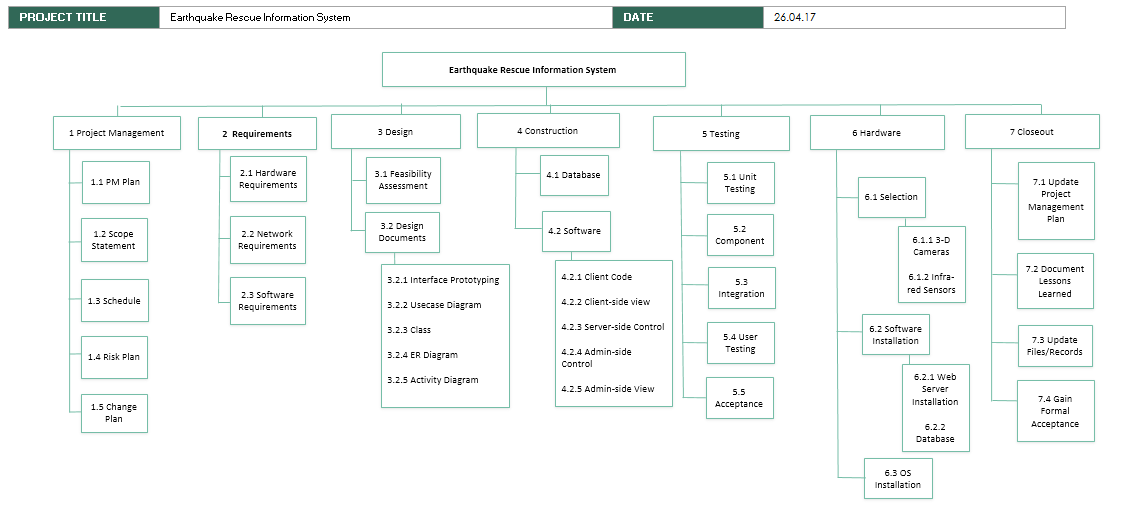 PROJECT TITLE
Earthquake Rescue Information System
DATE
26.04.17
Earthquake Rescue Information System
1 Project Management
1.1 PM Plan
1.2 Scope
Statement
1.3 Schedule
1.4 Risk Plan
1.5 Change
Plan
2 Requirements
2.1 Hardware
Requirements
2.2 Network
Requirements
2.3 Software
Requirements
3 Design
3.1 Feasibility
Assessment
3.2 Design
Documents
3.2.1 Interface Prototyping
3.2.2 Usecase Diagram
3.2.3 Class
3.2.4 ER Diagram
3.2.5 Activity Diagram
4 Construction
4.1 Database
4.2 Software
4.2.1 Client Code
4.2.2 Client-side view
4.2.3 Server-side Control
4.2.4 Admin-side
Control
4.2.5 Admin-side View
5 Testing
5.1 Unit
Testing
5.2
Component
5.3
Integration
5.4 User
Testing
5.5
Acceptance
6 Hardware
6.1 Selection
6.1.1 3-D
Cameras
6.1.2 Infra-
red Sensors
6.2 Software
Installation
6.2.1 Web
Server
Installation
6.2.2
Database
6.3 OS
Installation
7 Closeout
7.1 Update
Project
Management
Plan
7.2 Document
Lessons
Learned
7.3 Update
Files/Records
7.4 Gain
Formal
Acceptance